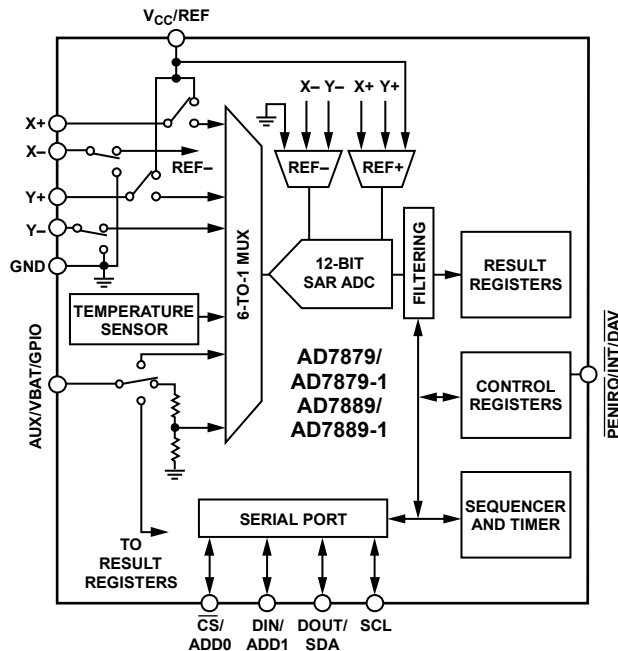 VCC/REF
X– Y– X+ Y+
X+
X–
REF–
Y+
Y–
GND
REF–
REF+
6-TO-1 MUX
12-BIT
SAR ADC
FILTERING
RESULT
REGISTERS
TEMPERATURE
SENSOR
AUX/VBAT/GPIO
AD7879/
AD7879-1
AD7889/
AD7889-1
CONTROL
REGISTERS
PENIRQ/INT/DAV
SEQUENCER
AND TIMER
SERIAL PORT
TO
RESULT
REGISTERS
CS/
ADD0
DIN/
ADD1
DOUT/
SDA
SCL